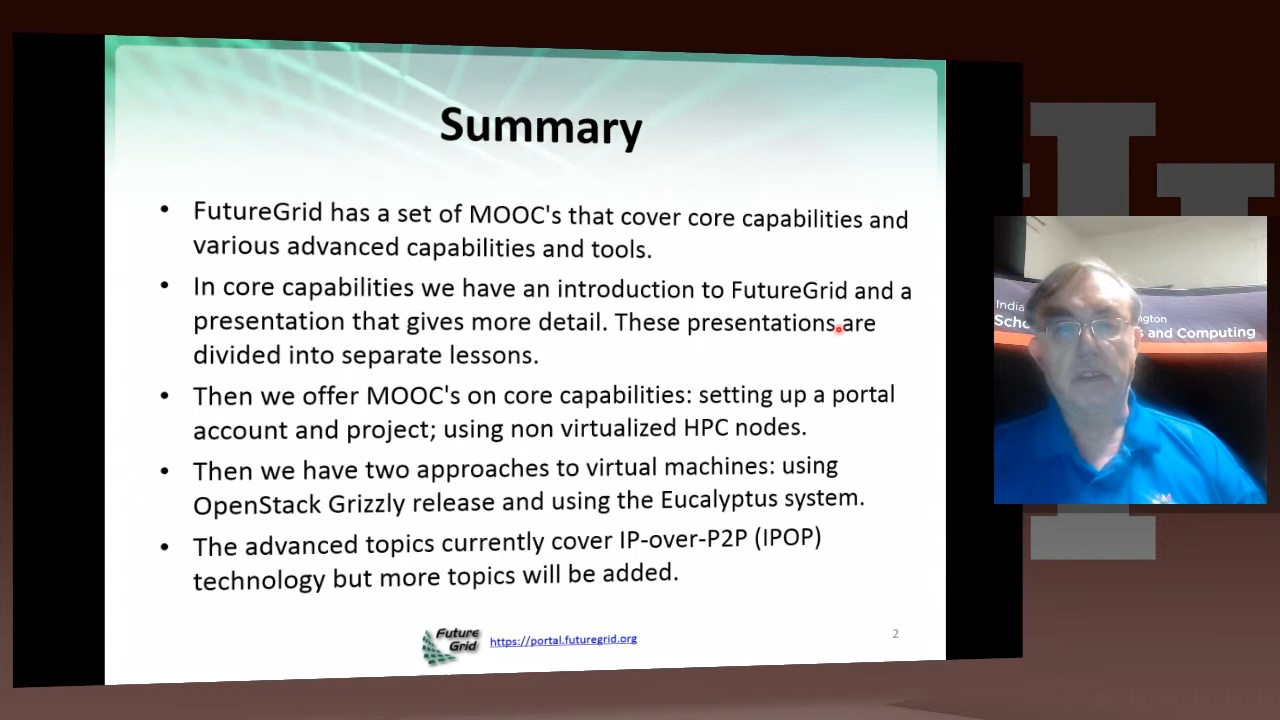 Summary
• FutureGrid has a set of MOOC's that cover core capabilities and
various advanced capabilities and tools.
• In core capabilities we have an introduction to FutureGrid and a
presentation that gives more detail. These presentations are
divided into separate lessons.
• Then we offer MOOC's on core capabilities: setting up a portal
account and project; using non virtualized HPC nodes.
• Then we have two approaches to virtual machines: using
OpenStack Grizzly release and using the Eucalyptus system.
• The advanced topics currently cover IP-over-P2P (IPOP)
technology but more topics will be added.
Future
Grid
https://portal.futuregrid.org
2
India
ngton
Scho
s and Computing